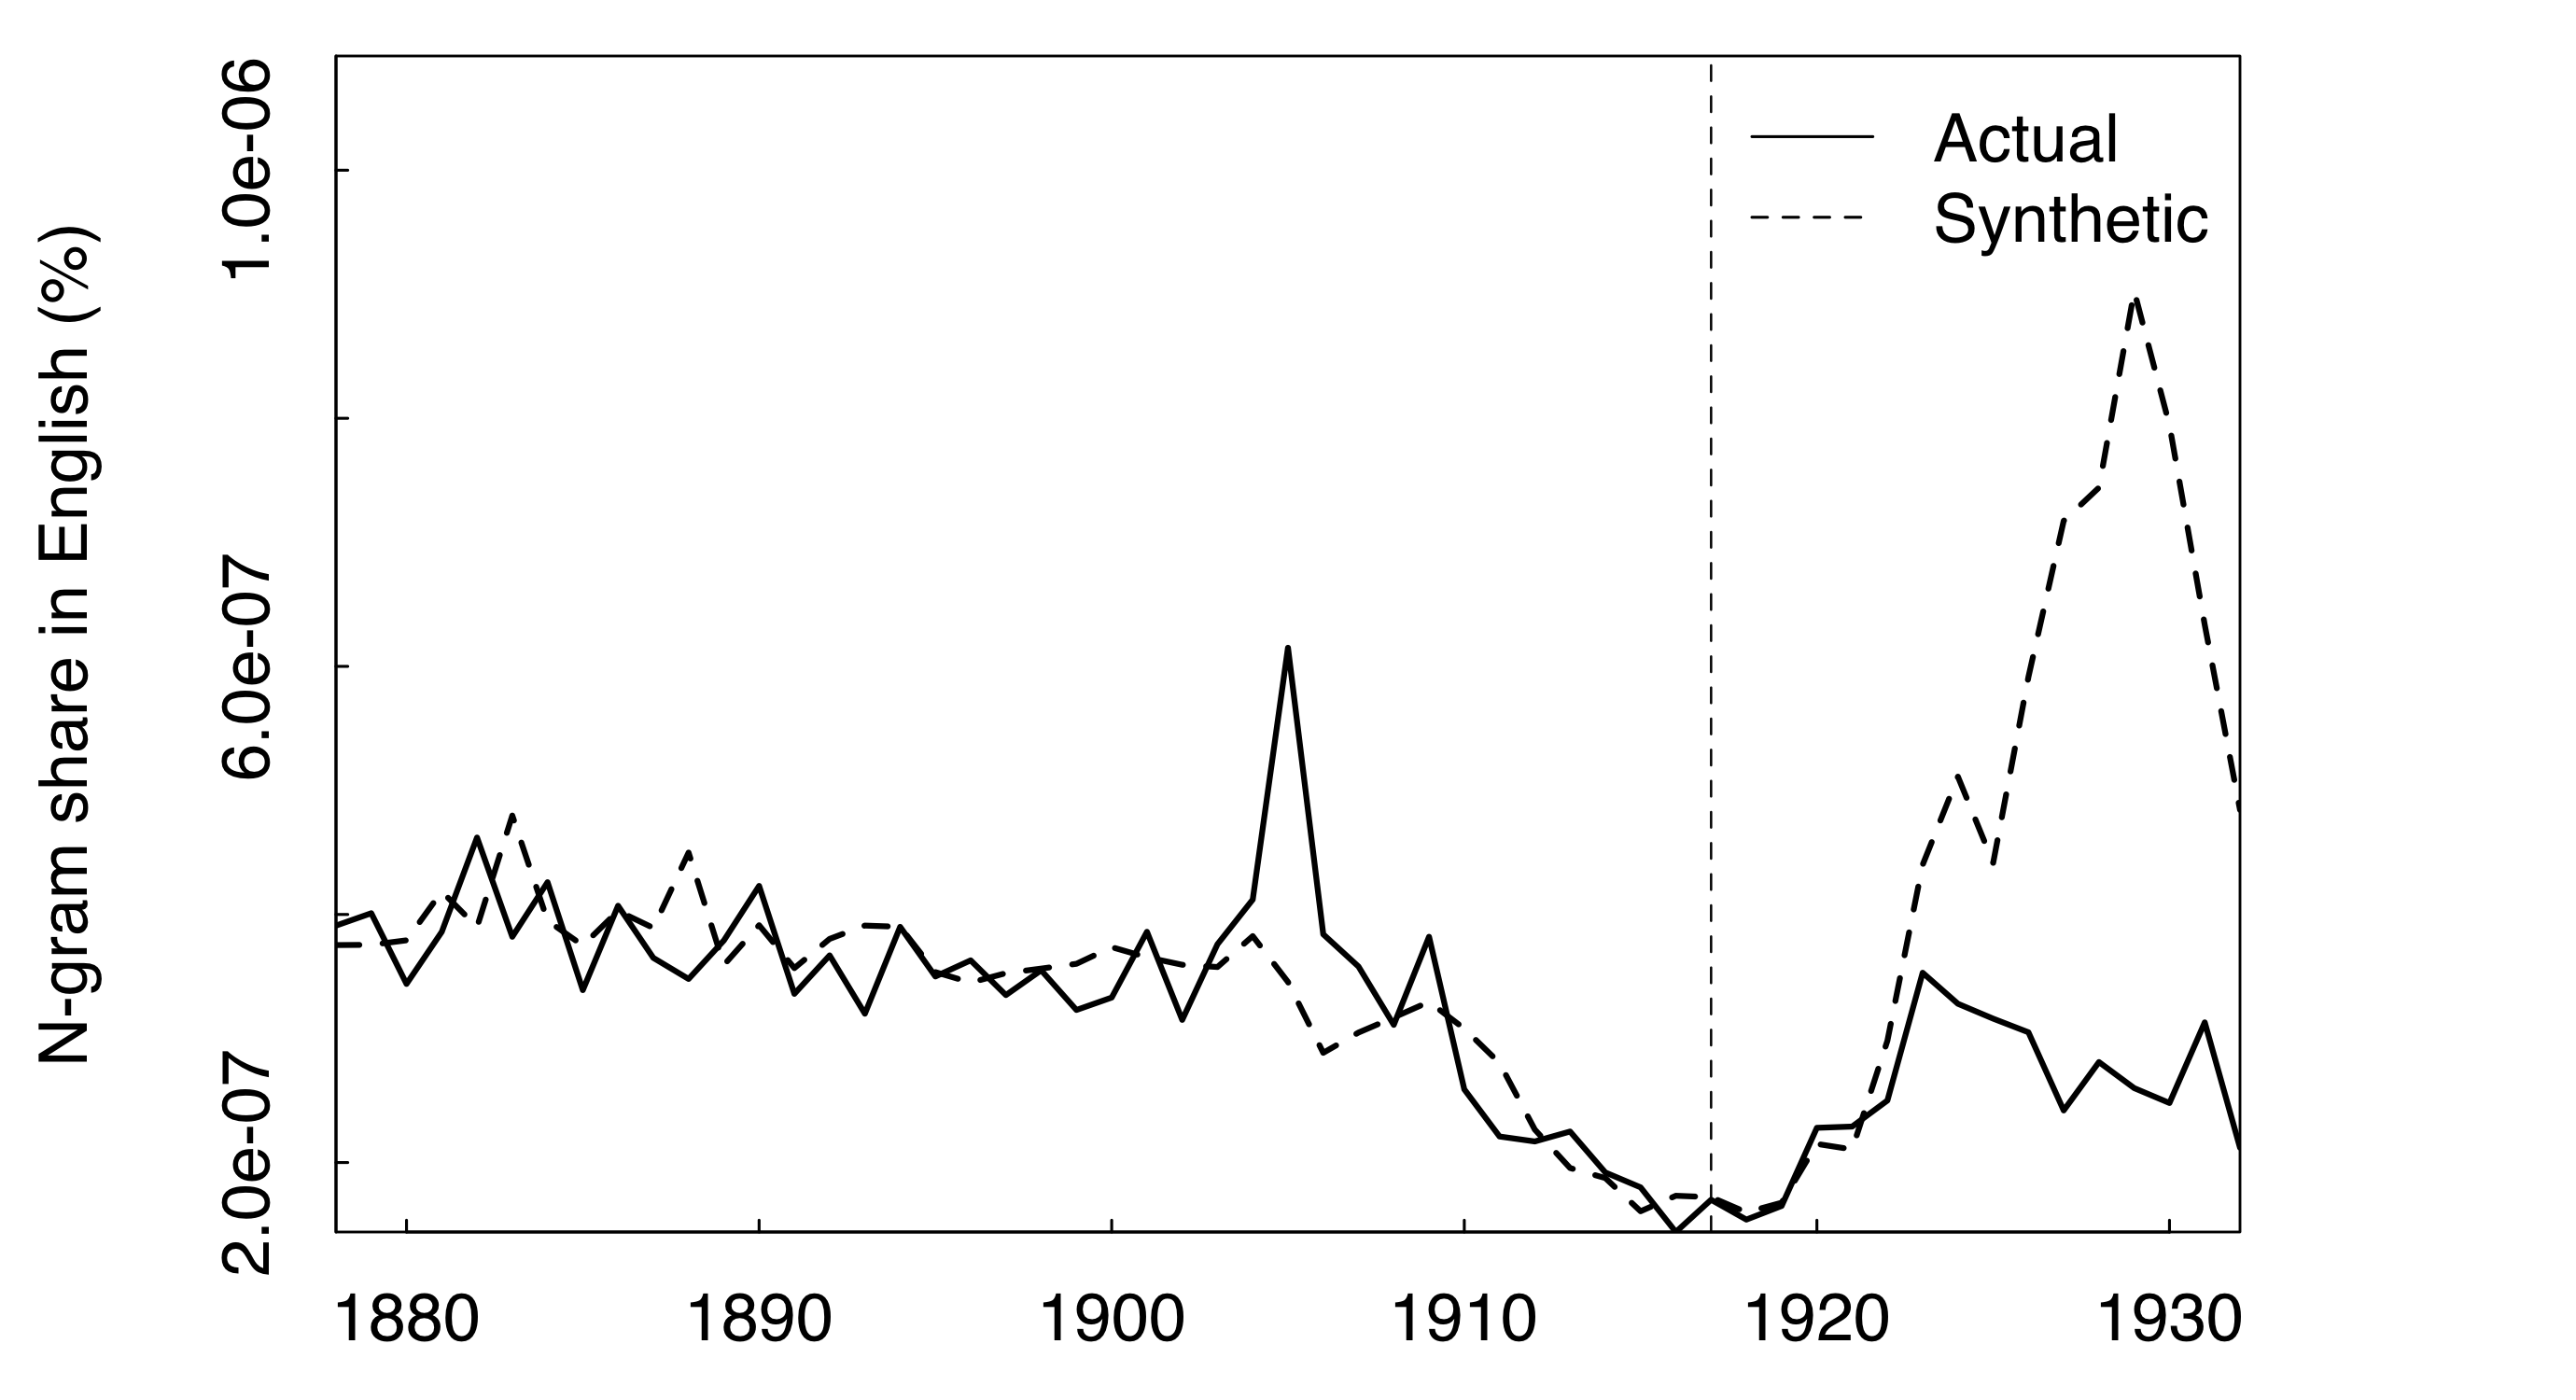 N-gram share in English (%)
1.0e-06
6.0e-07
2.0e-07
Actual
Synthetic
1880 1890 1900 1910 1920 1930